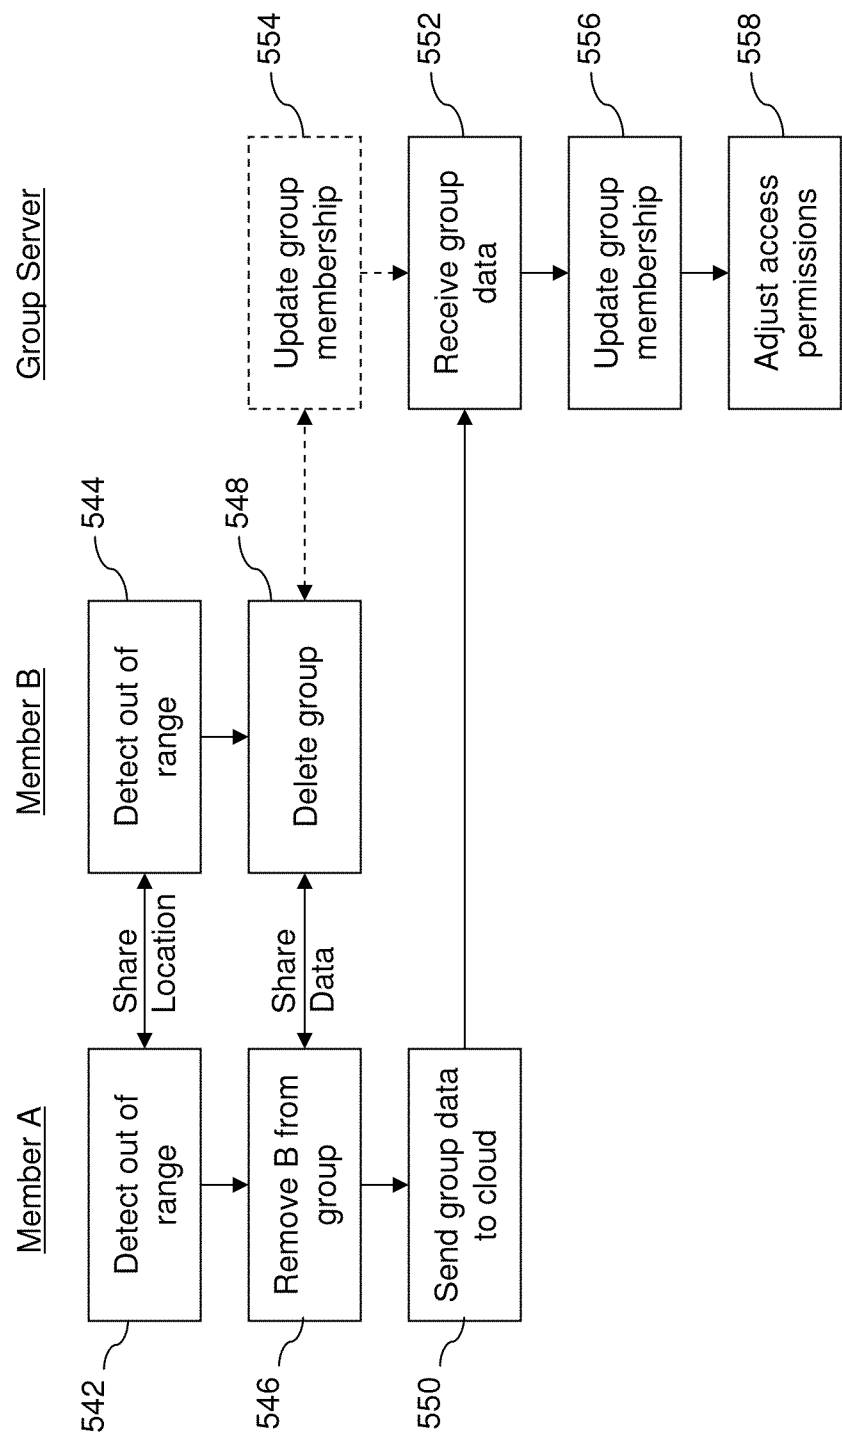 Member A
Member B
Group Server
542
Detect out of
range
Share
Location
544
Detect out of
range
546
Remove B from
group
Share
Data
548
Delete group
554
Update group
membership
550
Send group data
to cloud
552
Receive group
data
556
Update group
membership
558
Adjust access
permissions